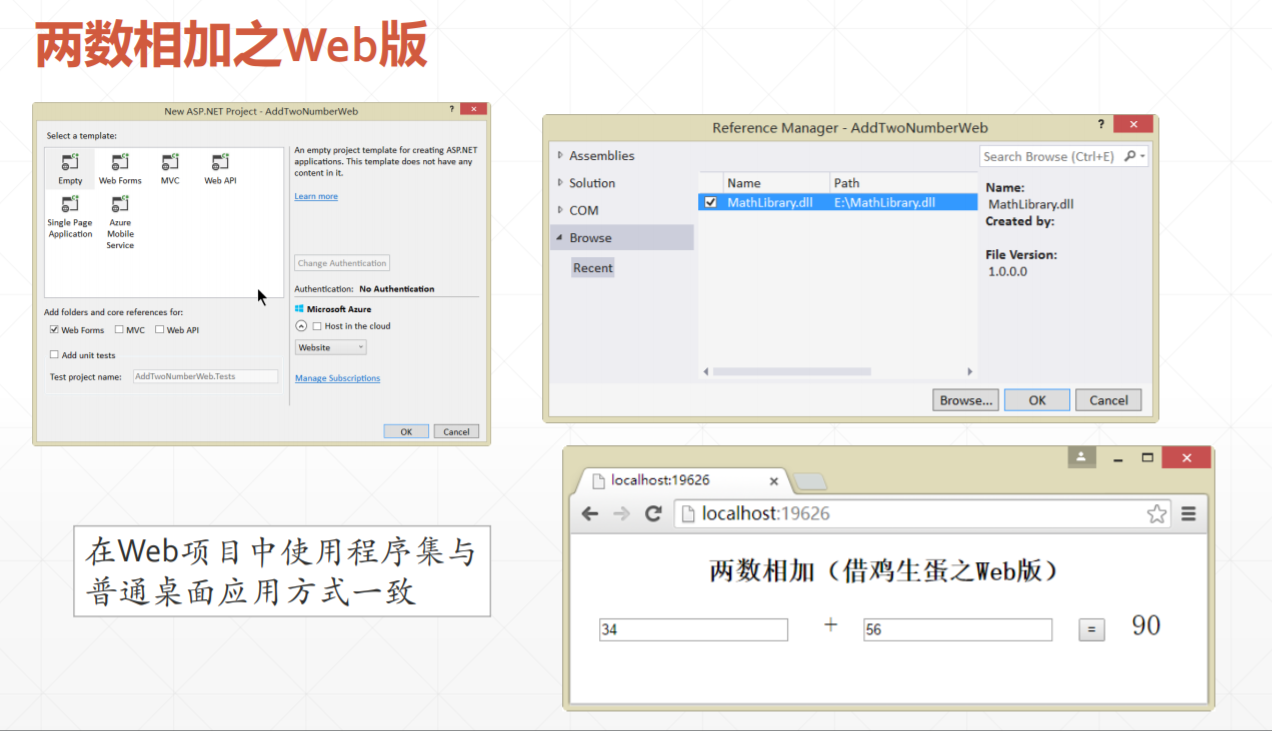 两数相加之Web版
New ASP.NET Project - AddTwoNumberWeb
?
Select a template:
Empty
Web Forms
MVC
Web API
Single Page
Application
Azure
Mobile
Service
An empty project template for creating ASP.NET
applications. This template does not have any
content in it.
Learn more
Change Authentication
Authentication: No Authentication
Microsoft Azure
Host in the cloud
Website
Manage Subscriptions
Add folders and core references for:
Web Forms MVC Web API
Add unit tests
Test project name: AddTwoNumberWeb.Tests
OK Cancel
Reference Manager - AddTwoNumberWeb
?
Assemblies
Solution
COM
Browse
Recent
Name Path
MathLibrary.dll E:\MathLibrary.dll
Search Browse (Ctrl+E)
Name:
MathLibrary.dll
Created by:
File Version:
1.0.0.0
Browse... OK Cancel
在Web项目中使用程序集与
普通桌面应用方式一致
localhost:19626
localhost:19626
两数相加（借鸡生蛋之Web版）
34 + 56 = 90